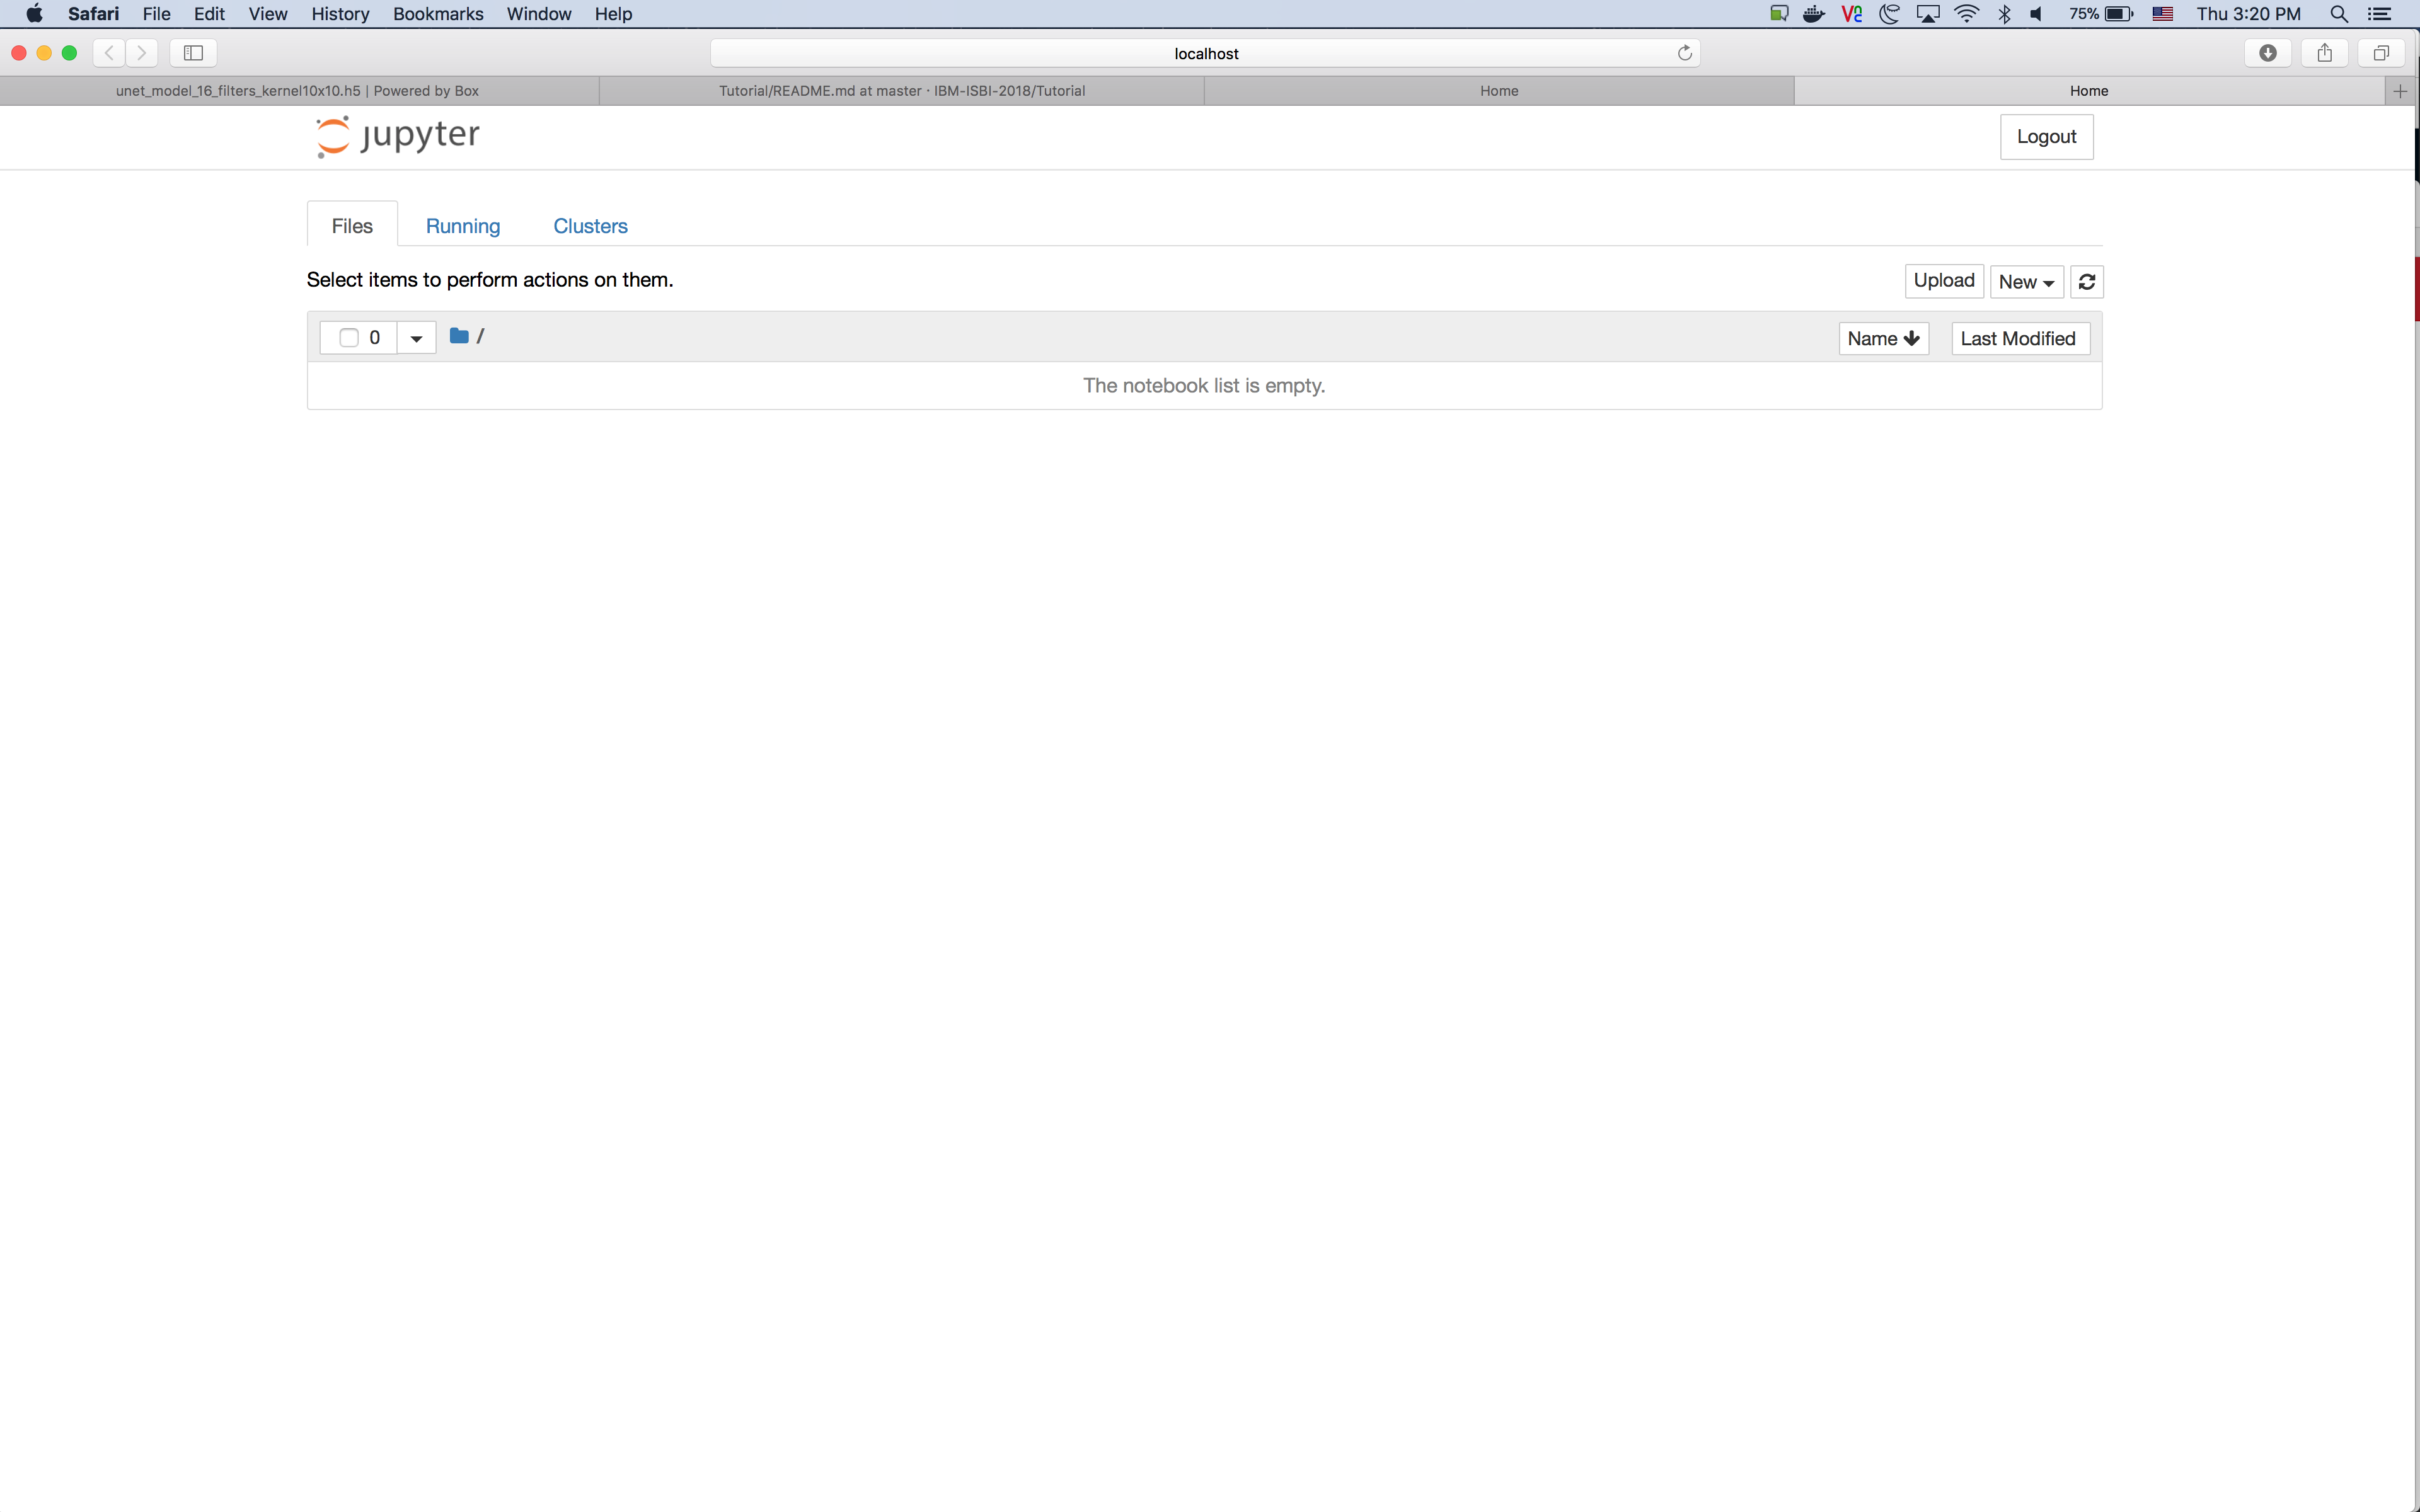 Safari File Edit View History Bookmarks Window Help 75% Thu 3:20 PM
localhost
unet_model_16_filters_kernel10x10.h5 | Powered by Box Tutorial/README.md at master · IBM-ISBI-2018/Tutorial Home Home
jupyter Logout
Files Running Clusters
Select items to perform actions on them. Upload New
0 / Name Last Modified
The notebook list is empty.